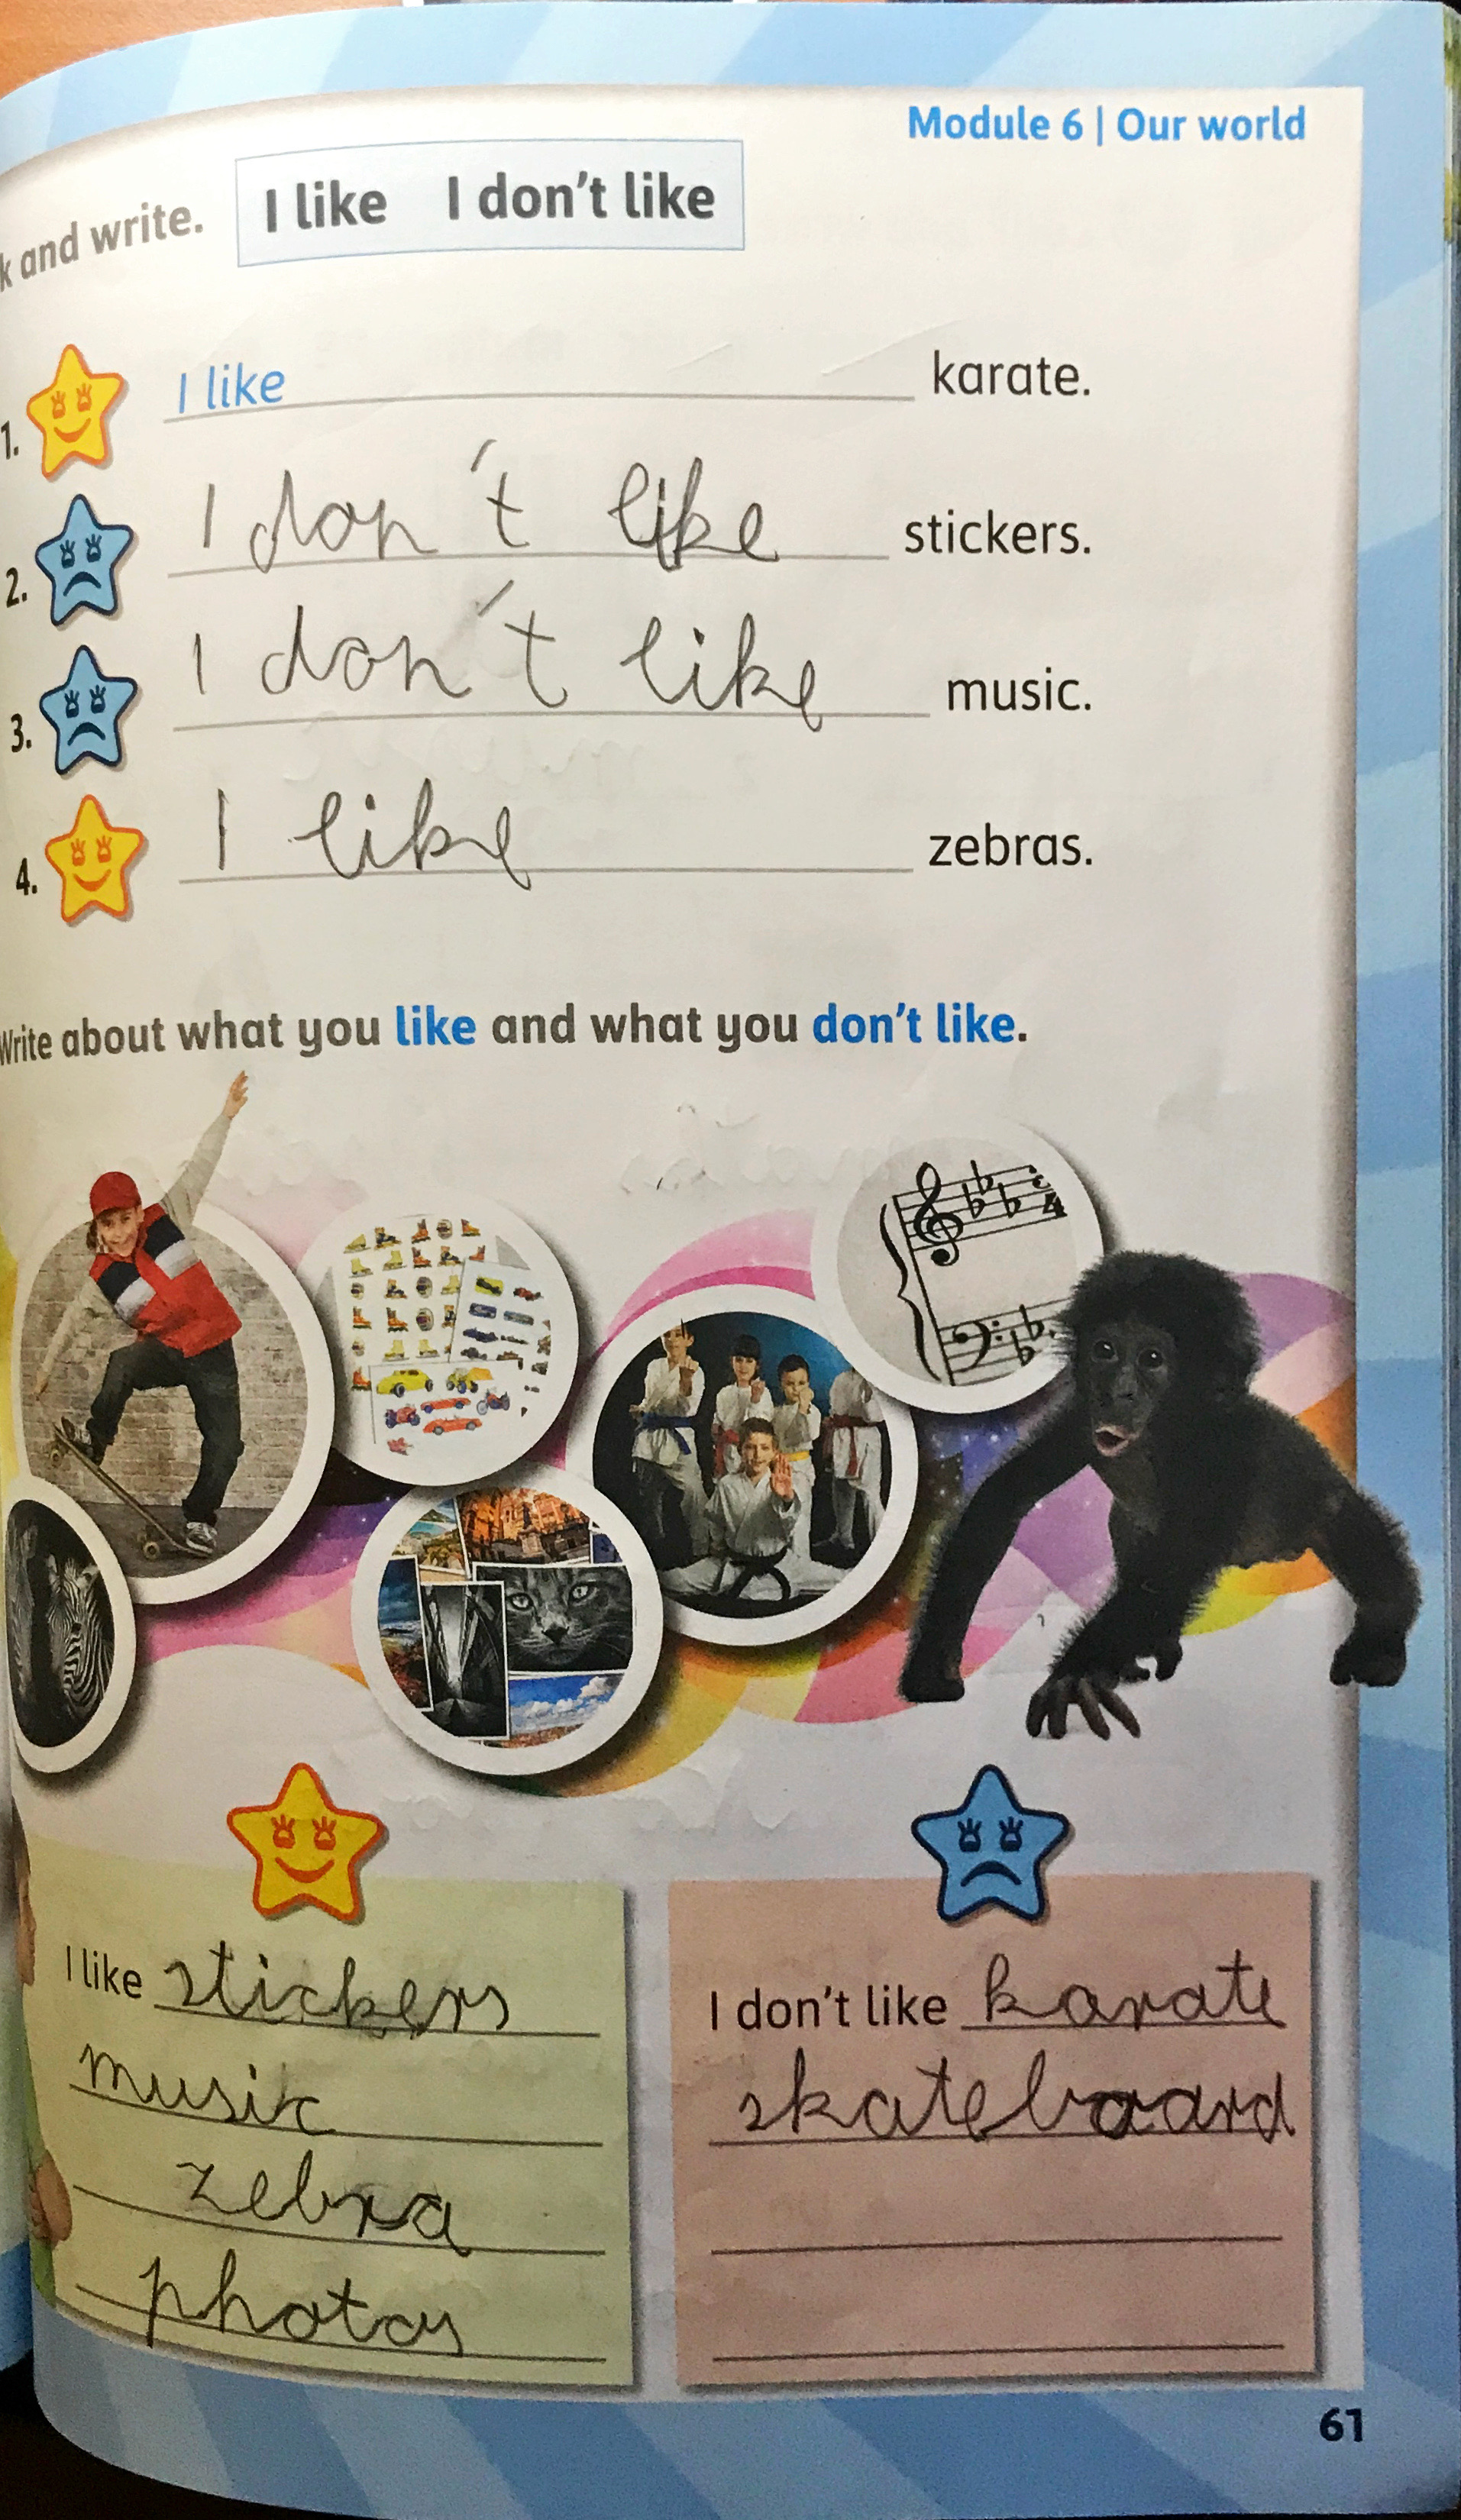 Module 6 | Our world
k and write. I like I don't like
1. I like karate.
2. I don't like stickers.
3. I don't like music.
4. I like zebras.
Write about what you like and what you don't like.
I like stickers
music
zebra
photos
I don't like karate
skateboard
61